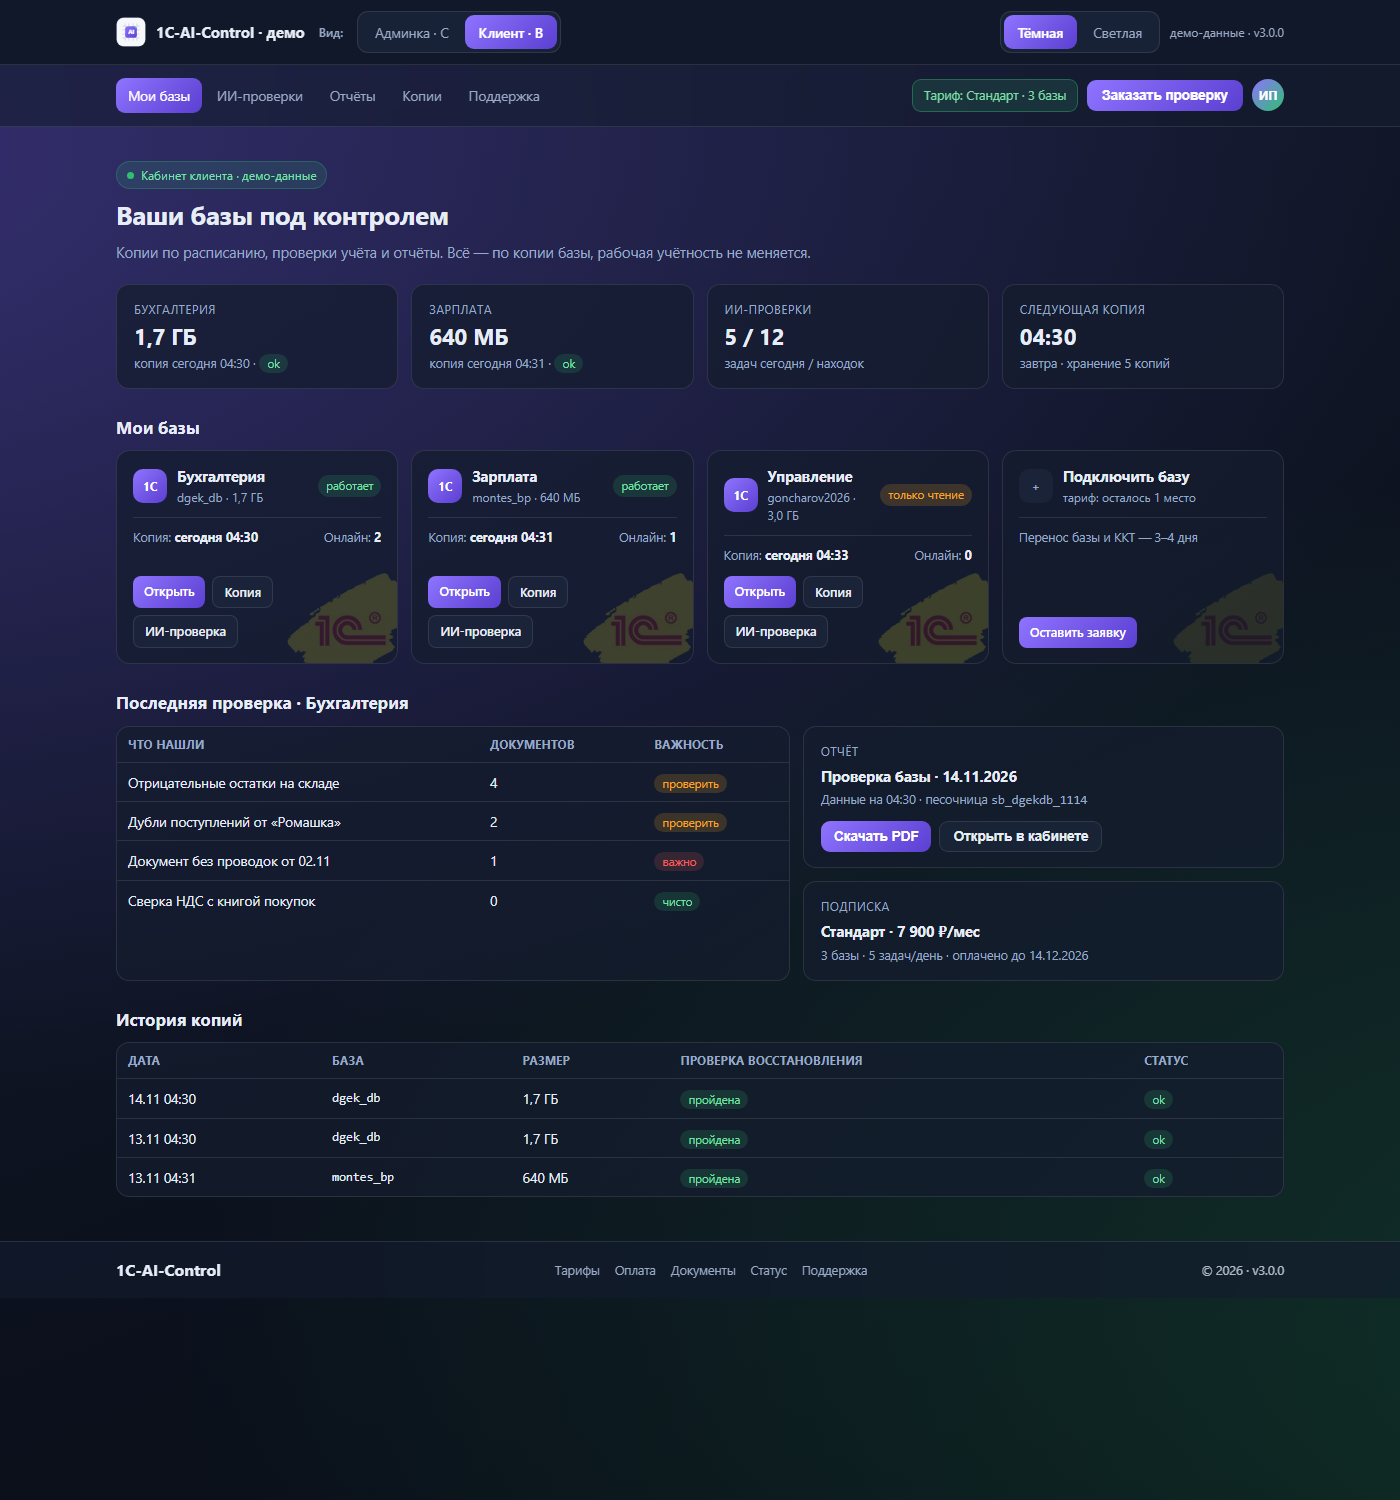 AI
1C-AI-Control · демо
Вид:
Админка · C
Клиент · B
Тёмная
Светлая
демо-данные · v3.0.0
Мои базы
ИИ-проверки
Отчёты
Копии
Поддержка
Тариф: Стандарт · 3 базы
Заказать проверку
ИП
Кабинет клиента · демо-данные
Ваши базы под контролем
Копии по расписанию, проверки учёта и отчёты. Всё — по копии базы, рабочая учётность не меняется.
БУХГАЛТЕРИЯ
1,7 ГБ
копия сегодня 04:30 · ok
ЗАРПЛАТА
640 МБ
копия сегодня 04:31 · ok
ИИ-ПРОВЕРКИ
5 / 12
задач сегодня / находок
СЛЕДУЮЩАЯ КОПИЯ
04:30
завтра · хранение 5 копий
Мои базы
1С
Бухгалтерия
dgek_db · 1,7 ГБ
работает
Копия: сегодня 04:30
Онлайн: 2
Открыть
Копия
ИИ-проверка
1C®
1С
Зарплата
montes_bp · 640 МБ
работает
Копия: сегодня 04:31
Онлайн: 1
Открыть
Копия
ИИ-проверка
1C®
1С
Управление
goncharov2026 ·
3,0 ГБ
только чтение
Копия: сегодня 04:33
Онлайн: 0
Открыть
Копия
ИИ-проверка
1C®
+
Подключить базу
тариф: осталось 1 место
Перенос базы и ККТ — 3–4 дня
Оставить заявку
1C®
Последняя проверка · Бухгалтерия
ЧТО НАШЛИ
ДОКУМЕНТОВ
ВАЖНОСТЬ
Отрицательные остатки на складе
4
проверить
Дубли поступлений от «Ромашка»
2
проверить
Документ без проводок от 02.11
1
важно
Сверка НДС с книгой покупок
0
чисто
ОТЧЁТ
Проверка базы · 14.11.2026
Данные на 04:30 · песочница sb_dgekdb_1114
Скачать PDF
Открыть в кабинете
ПОДПИСКА
Стандарт · 7 900 ₽/мес
3 базы · 5 задач/день · оплачено до 14.12.2026
История копий
ДАТА
БАЗА
РАЗМЕР
ПРОВЕРКА ВОССТАНОВЛЕНИЯ
СТАТУС
14.11 04:30
dgek_db
1,7 ГБ
пройдена
ok
13.11 04:30
dgek_db
1,7 ГБ
пройдена
ok
13.11 04:31
montes_bp
640 МБ
пройдена
ok
1C-AI-Control
Тарифы
Оплата
Документы
Статус
Поддержка
© 2026 · v3.0.0